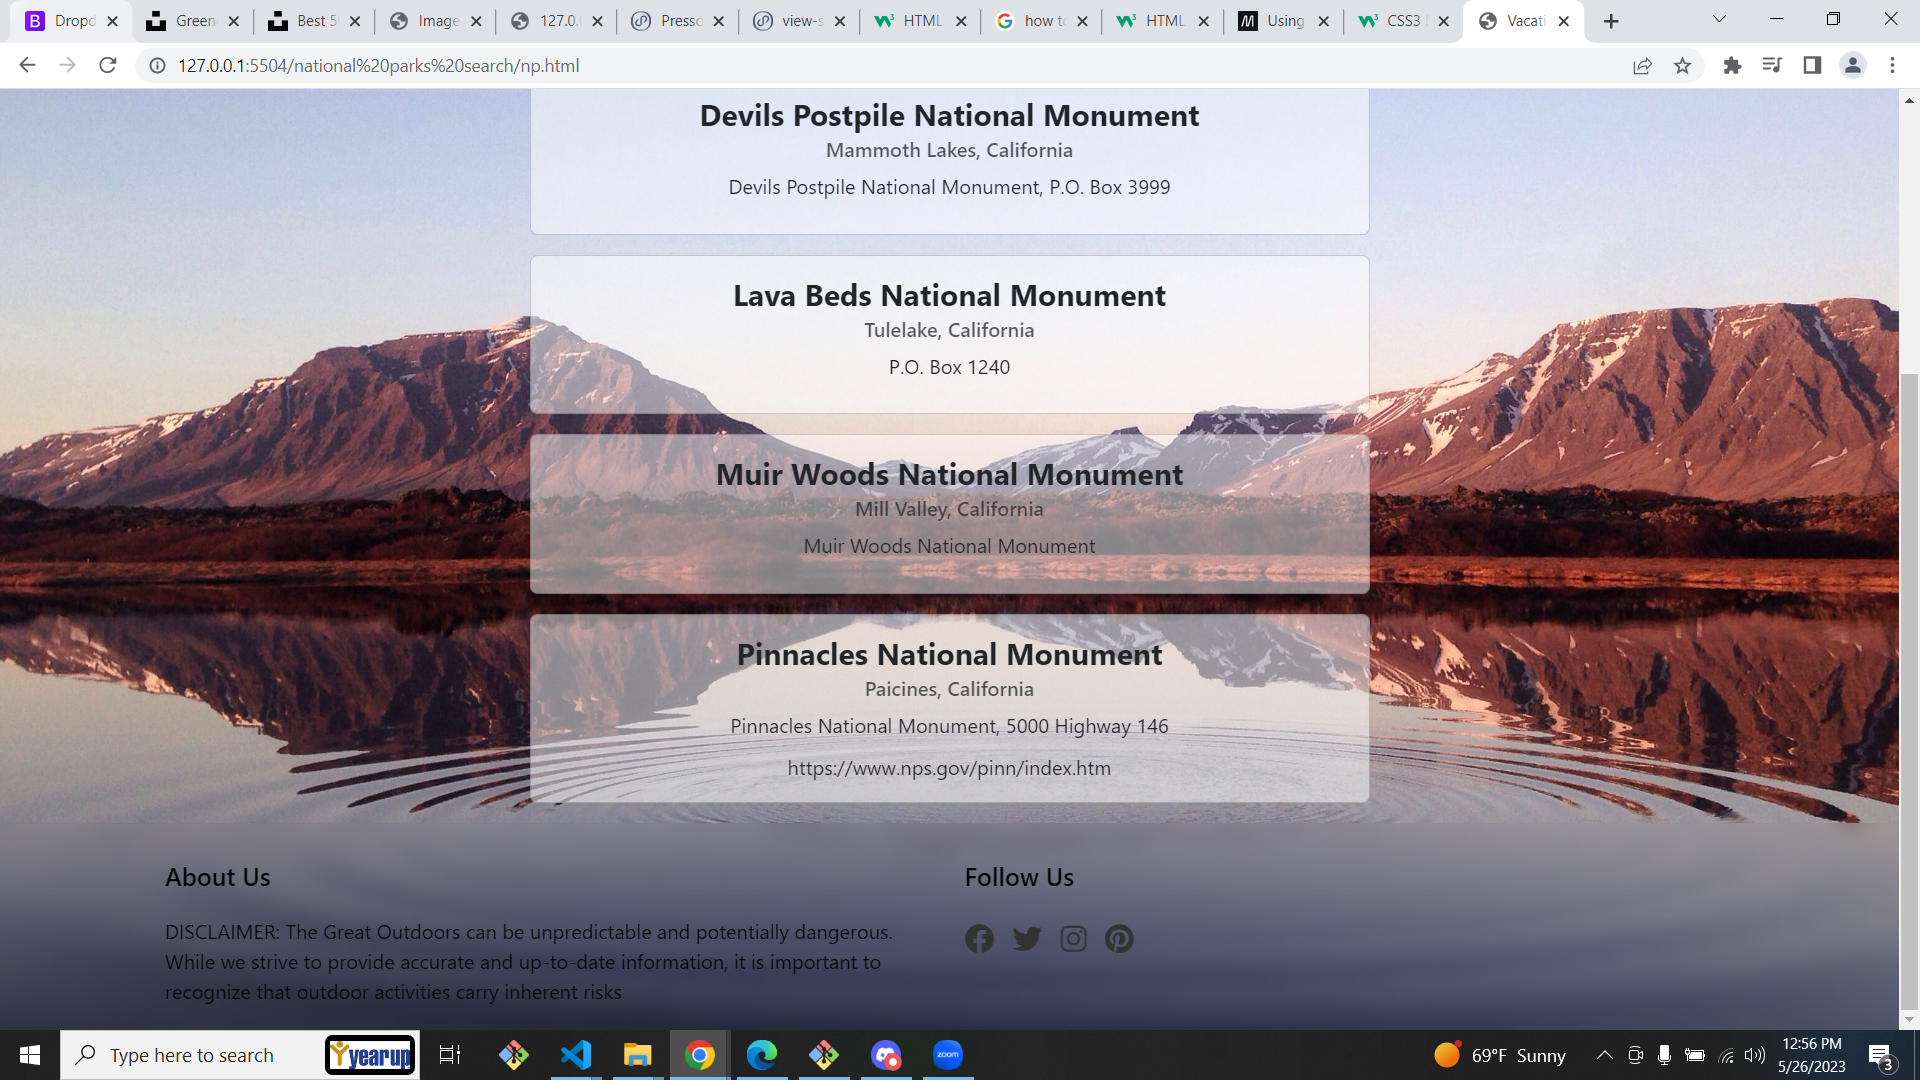 Dropd
Green
Best 5
Image
127.0.
Presso
view-s
HTML
how to
HTML
Using
CSS3
Vacati
127.0.0.1:5504/national%20parks%20search/np.html
Devils Postpile National Monument
Mammoth Lakes, California
Devils Postpile National Monument, P.O. Box 3999
Lava Beds National Monument
Tulelake, California
P.O. Box 1240
Muir Woods National Monument
Mill Valley, California
Muir Woods National Monument
Pinnacles National Monument
Paicines, California
Pinnacles National Monument, 5000 Highway 146
https://www.nps.gov/pinn/index.htm
About Us
DISCLAIMER: The Great Outdoors can be unpredictable and potentially dangerous.
While we strive to provide accurate and up-to-date information, it is important to
recognize that outdoor activities carry inherent risks
Follow Us
Type here to search
yearup
zoom
69°F Sunny
12:56 PM
5/26/2023
3